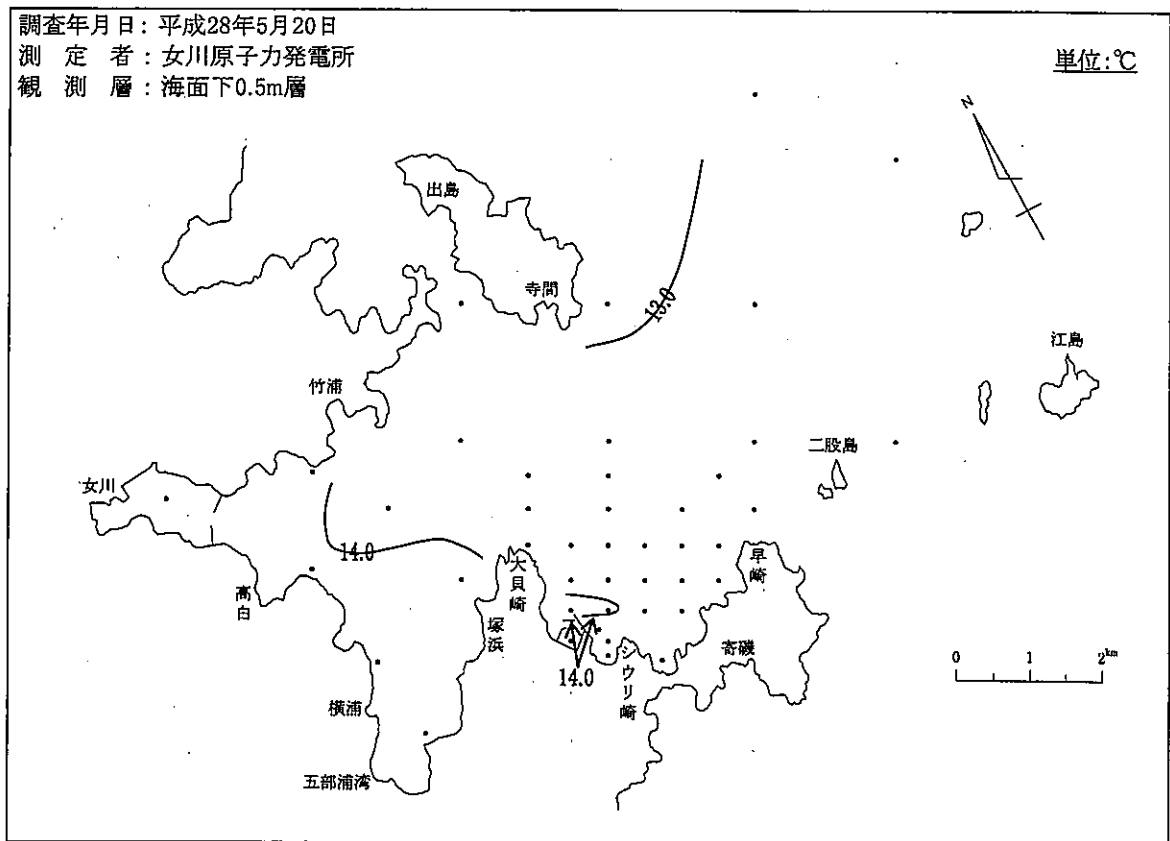 調査年月日：平成28年5月20日
測定者：女川原子力発電所
観測層：海面下0.5m層
単位：℃
N
出島
寺間
13.0
江島
竹浦
二股島
女川
14.0
大貝崎
早崎
高白
塚浜
シウリ崎
寄磯
14.0
0 1 2km
横浦
五部浦湾